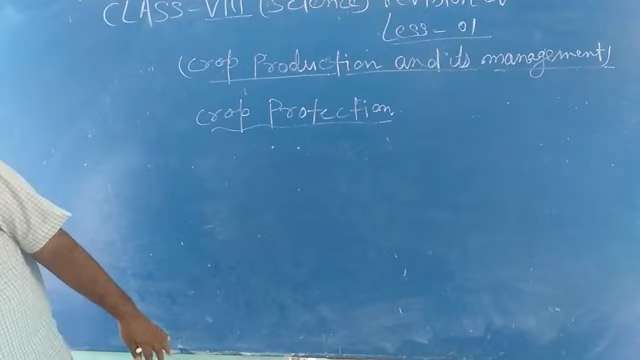 CLASS-VIII (Science) revision of
Less-01
(crop Production and its management)
crop Protection